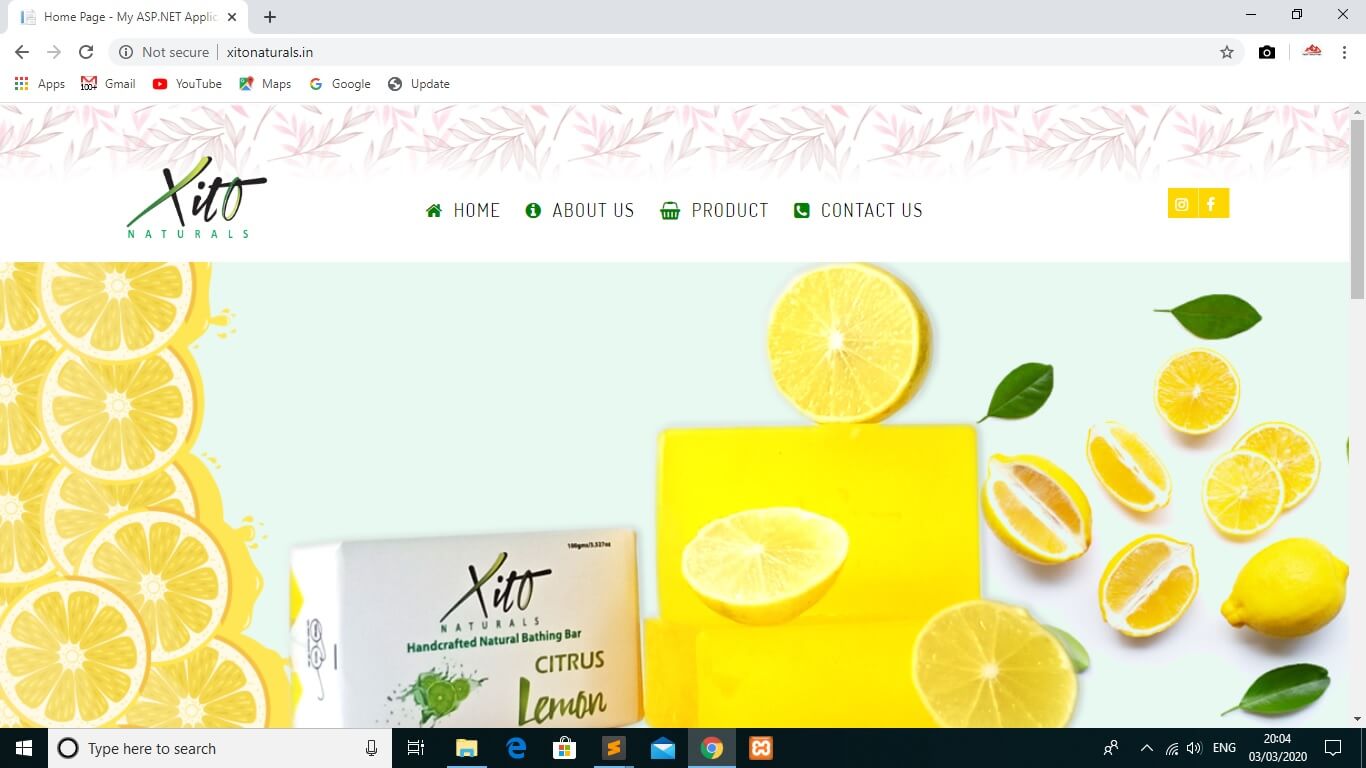 Home Page - My ASP.NET Applic
Not secure
xitonaturals.in
Apps
100+
Gmail
YouTube
Maps
Google
Update
Xito
NATURALS
HOME
ABOUT US
PRODUCT
CONTACT US
100gms/3.527oz
Xito
NATURALS
Handcrafted Natural Bathing Bar
CITRUS
Lemon
Type here to search
ENG
20:04
03/03/2020